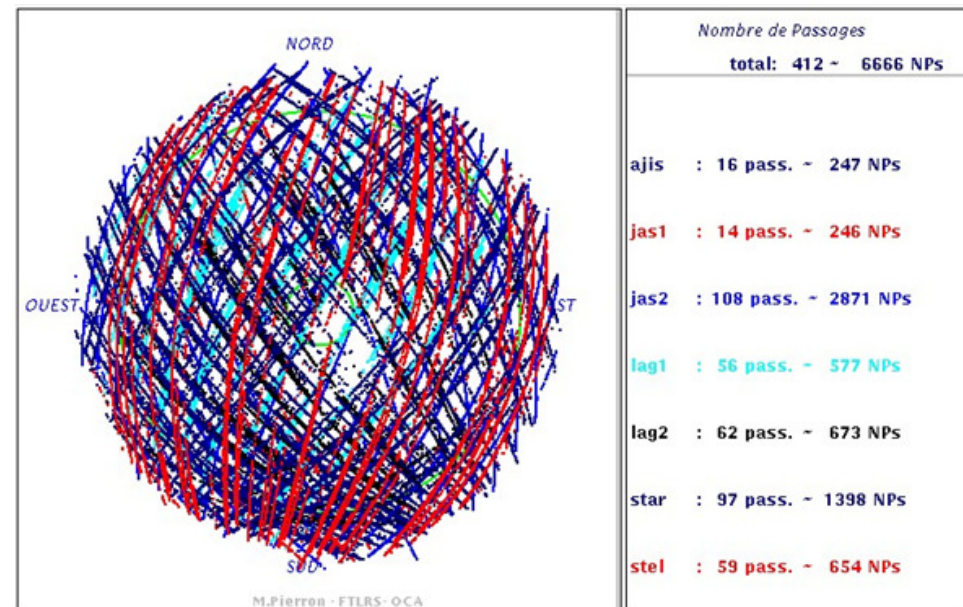 NORD
OUEST
ST
SUD
M.Pierron - FTLRS - OCA
Nombre de Passages
total: 412 ~ 6666 NPs
ajis : 16 pass. ~ 247 NPs
jas1 : 14 pass. ~ 246 NPs
jas2 : 108 pass. ~ 2871 NPs
lag1 : 56 pass. ~ 577 NPs
lag2 : 62 pass. ~ 673 NPs
star : 97 pass. ~ 1398 NPs
stel : 59 pass. ~ 654 NPs